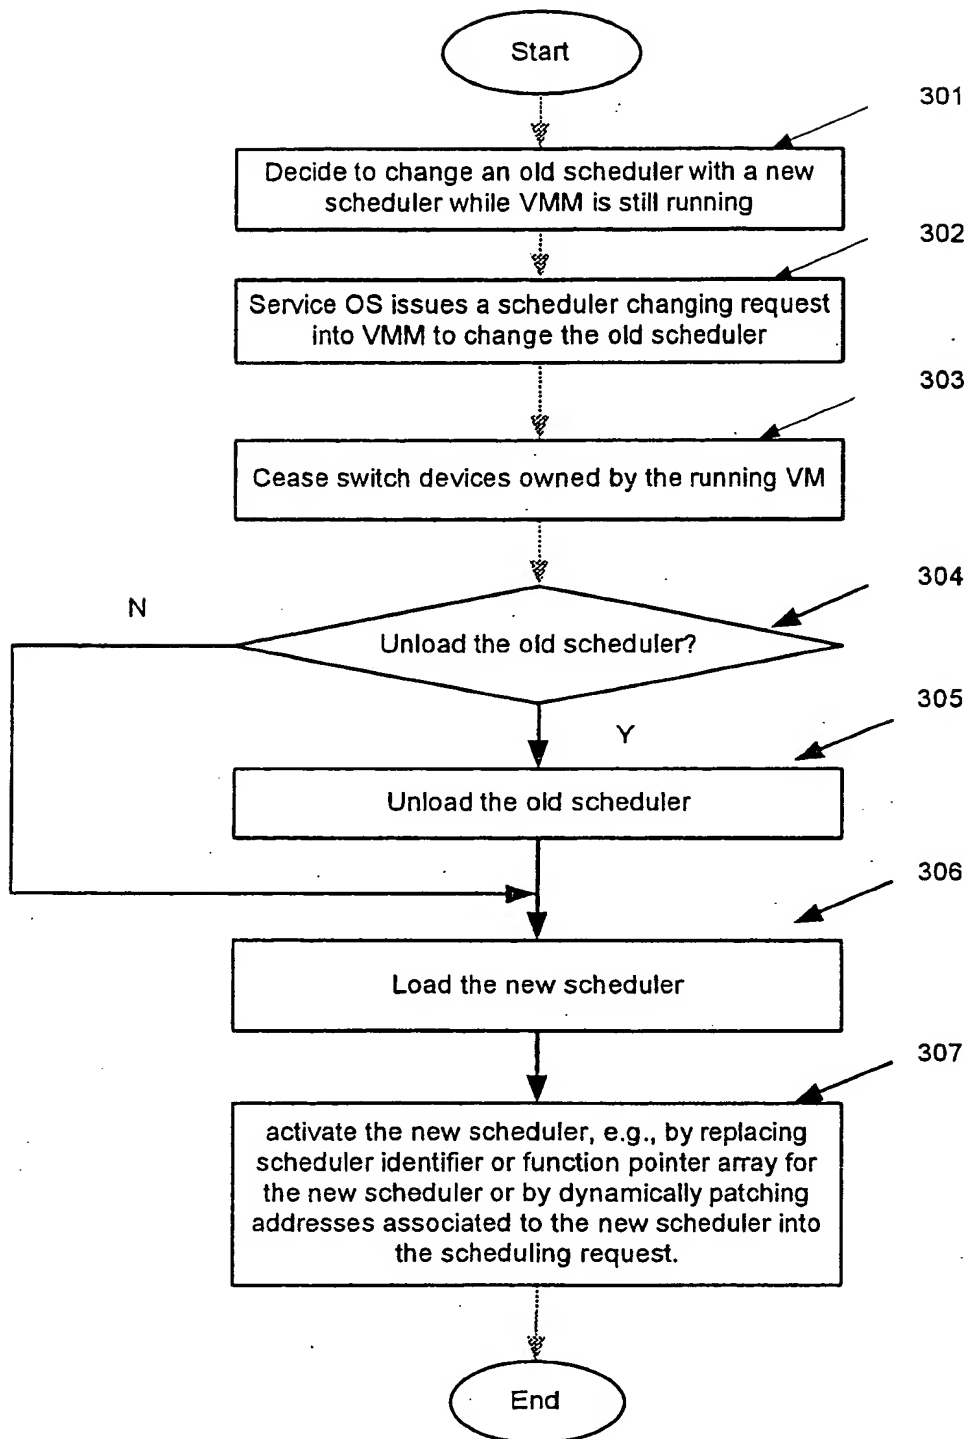 Start
301
Decide to change an old scheduler with a new
scheduler while VMM is still running
302
Service OS issues a scheduler changing request
into VMM to change the old scheduler
303
Cease switch devices owned by the running VM
304
N
Unload the old scheduler?
305
Y
Unload the old scheduler
306
Load the new scheduler
307
activate the new scheduler, e.g., by replacing
scheduler identifier or function pointer array for
the new scheduler or by dynamically patching
addresses associated to the new scheduler into
the scheduling request.
End